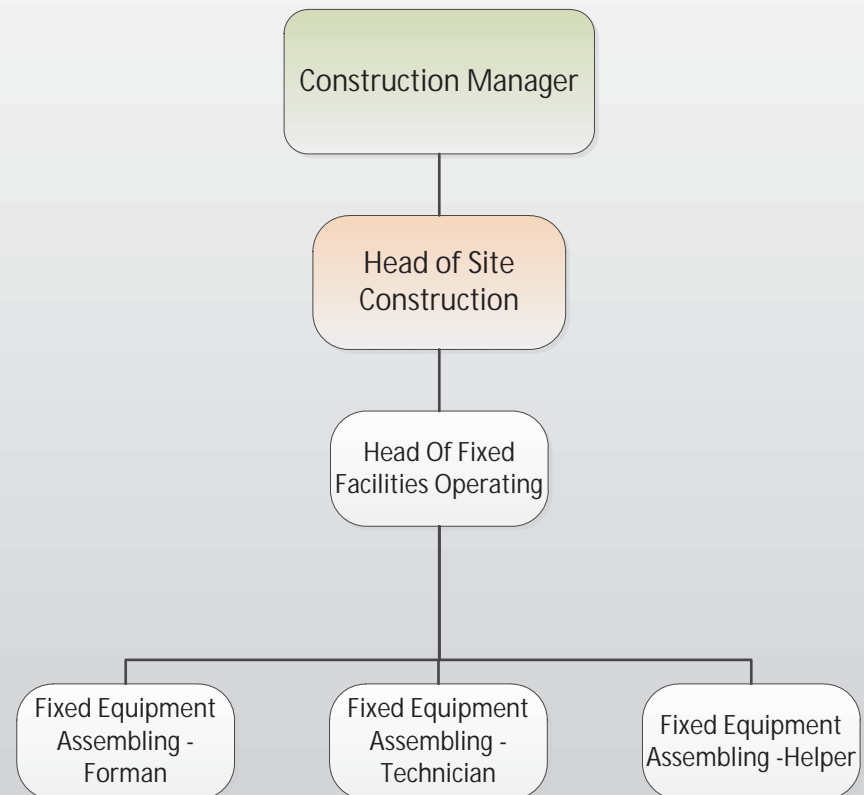 Construction Manager
Head of Site
Construction
Head Of Fixed
Facilities Operating
Fixed Equipment
Assembling -
Forman
Fixed Equipment
Assembling -
Technician
Fixed Equipment
Assembling -Helper